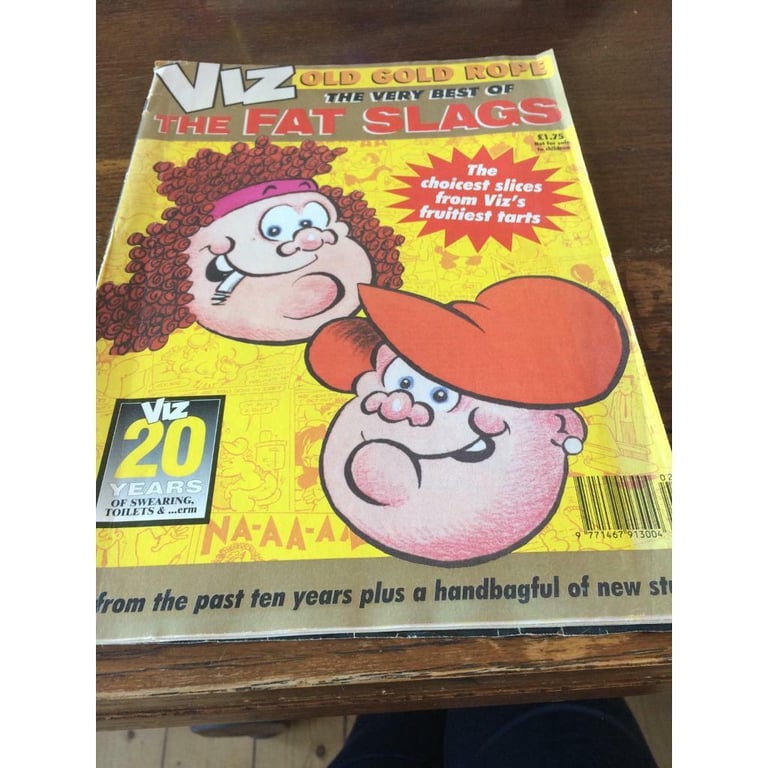 VIZ OLD GOLD ROPE
THE VERY BEST OF
THE FAT SLAGS
£1.75
Not for sale
to children
The
choicest slices
from Viz's
fruitiest tarts
VIZ
20
YEARS
OF SWEARING,
TOILETS & ...erm
NA-AA-A
02
9 771467 913004
from the past ten years plus a handbagful of new stu